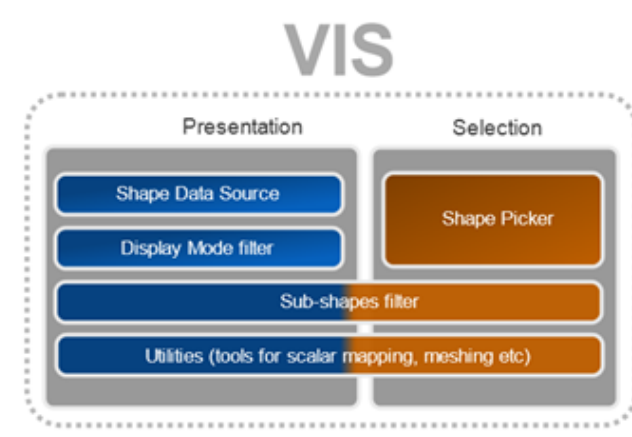 VIS
Presentation
Selection
Shape Data Source
Shape Picker
Display Mode filter
Sub-shapes filter
Utilities (tools for scalar mapping, meshing etc)